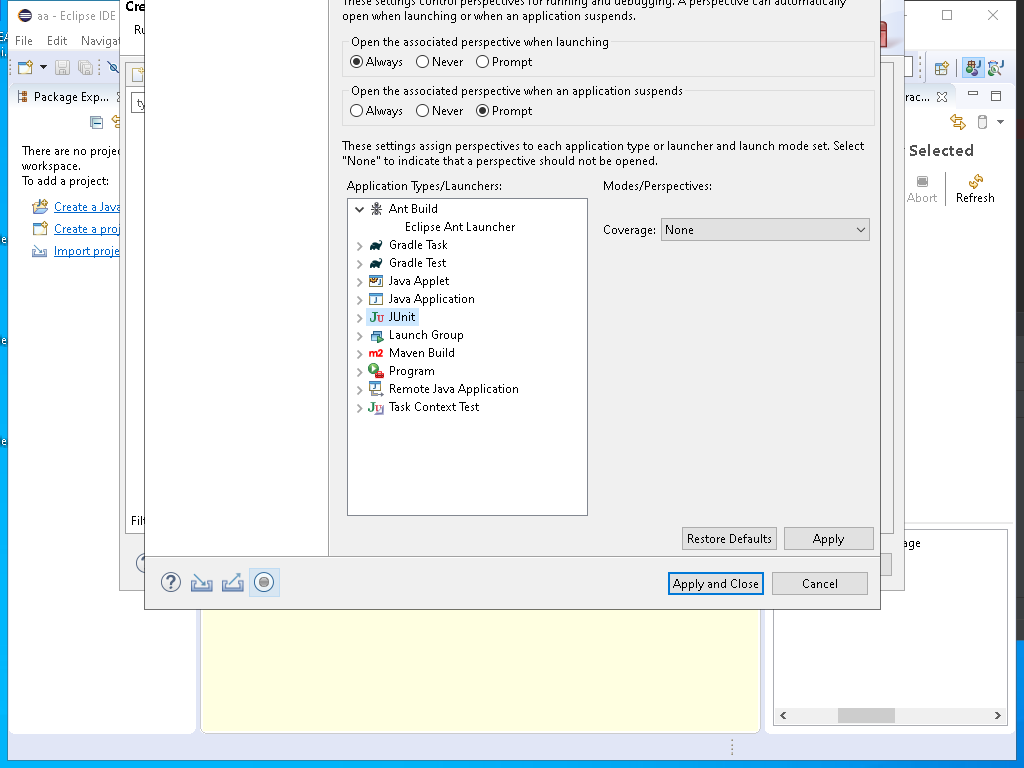 aa - Eclipse IDE
File Edit Navigat
Cre
Ru
These settings control perspectives for running and debugging. A perspective can automatically
open when launching or when an application suspends.
Open the associated perspective when launching
Always Never Prompt
Open the associated perspective when an application suspends
Always Never Prompt
These settings assign perspectives to each application type or launcher and launch mode set. Select
"None" to indicate that a perspective should not be opened.
Application Types/Launchers:
Modes/Perspectives:
Ant Build
Eclipse Ant Launcher
Gradle Task
Gradle Test
Java Applet
Java Application
JUnit
Launch Group
Maven Build
Program
Remote Java Application
Task Context Test
Coverage: None
Restore Defaults Apply
Apply and Close Cancel
Package Exp...
There are no proje
workspace.
To add a project:
Create a Java
Create a proj
Import proje
ty
Filt
rac...
Selected
Abort Refresh
age